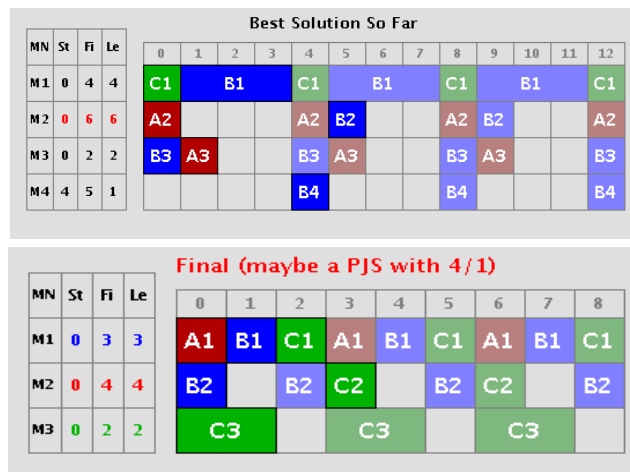 Best Solution So Far
MN St Fi Le 0 1 2 3 4 5 6 7 8 9 10 11 12
M1 0 4 4 C1 B1 C1 B1 C1 B1 C1
M2 0 6 6 A2 A2 B2 A2 B2 A2
M3 0 2 2 B3 A3 B3 A3 B3 A3 B3
M4 4 5 1 B4 B4 B4
Final (maybe a PJS with 4/1)
MN St Fi Le 0 1 2 3 4 5 6 7 8
M1 0 3 3 A1 B1 C1 A1 B1 C1 A1 B1 C1
M2 0 4 4 B2 B2 C2 B2 C2 B2
M3 0 2 2 C3 C3 C3